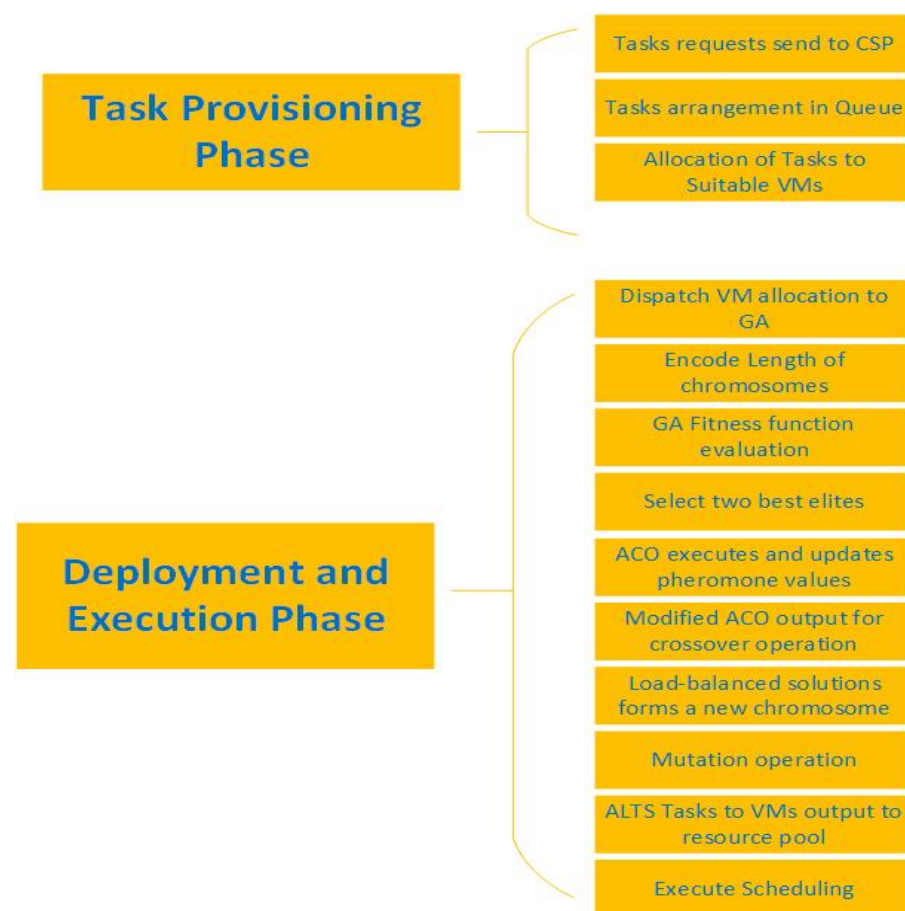 Task Provisioning
Phase
Tasks requests send to CSP
Tasks arrangement in Queue
Allocation of Tasks to
Suitable VMs
Deployment and
Execution Phase
Dispatch VM allocation to
GA
Encode Length of
chromosomes
GA Fitness function
evaluation
Select two best elites
ACO executes and updates
pheromone values
Modified ACO output for
crossover operation
Load-balanced solutions
forms a new chromosome
Mutation operation
ALTS Tasks to VMs output to
resource pool
Execute Scheduling